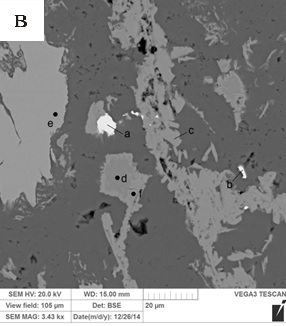 B
a
b
c
d
e
f
SEM HV: 20.0 kV WD: 15.00 mm VEGA3 TESCAN
View field: 105 µm Det: BSE 20 µm
SEM MAG: 3.43 kx Date(m/d/y): 12/26/14